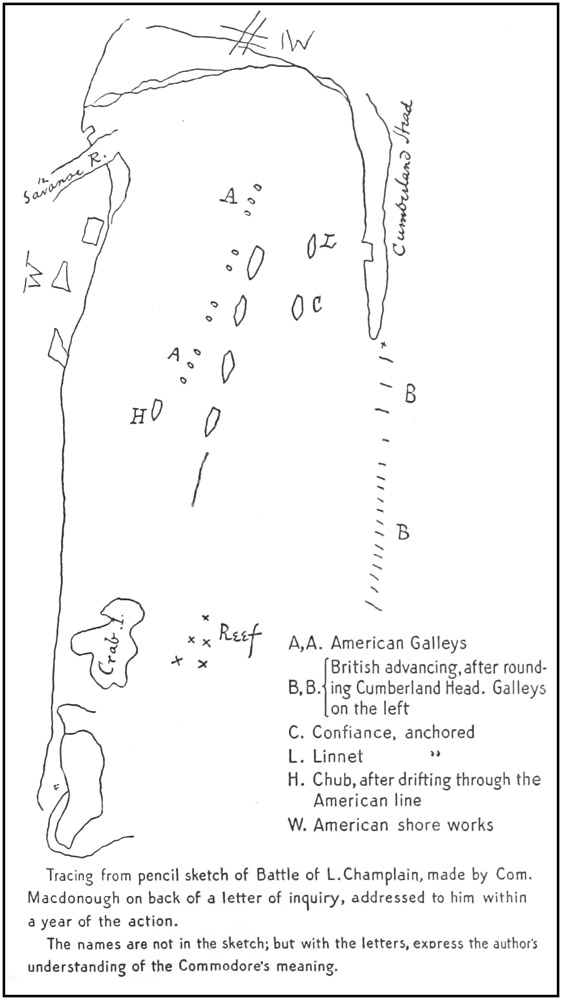 W
Cumberland Head
R.
A
L
W
C
A
B
H
B
Crab I.
Reef
A,A. American Galleys
B,B. British advancing, after round-
ing Cumberland Head. Galleys
on the left
C. Confiance, anchored
L. Linnet "
H. Chub, after drifting through the
American line
W. American shore works
Tracing from pencil sketch of Battle of L. Champlain, made by Com.
Macdonough on back of a letter of inquiry, addressed to him within
a year of the action.
The names are not in the sketch; but with the letters, express the author's
understanding of the Commodore's meaning.